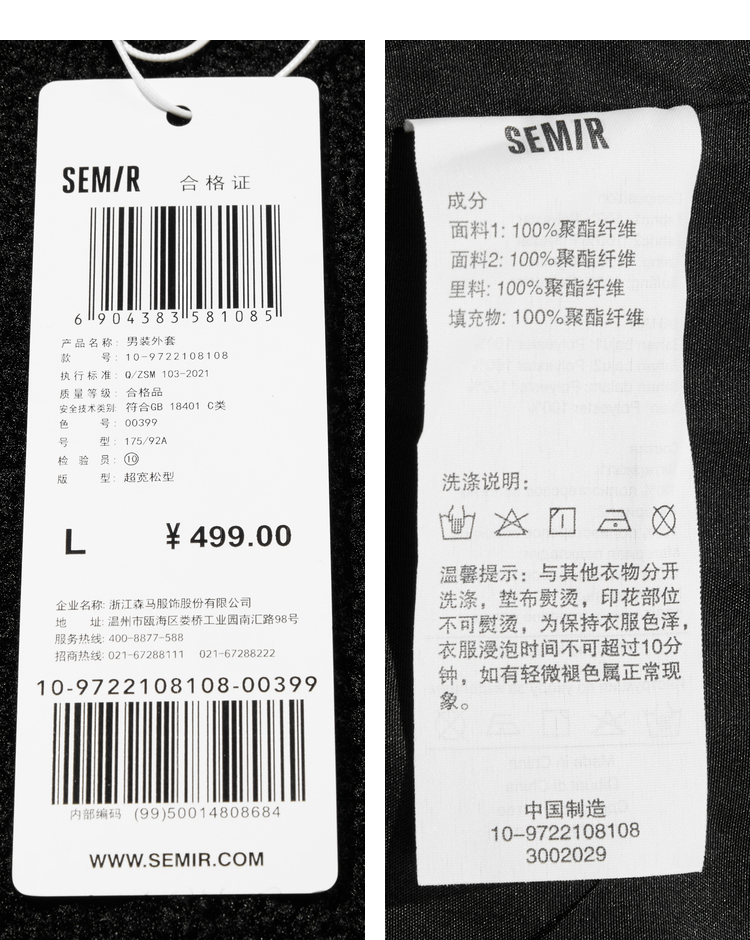 SEMIR 合格证
6 904383 581085
产品名称: 男装外套
款 号: 10-9722108108
执行标准: Q/ZSM 103-2021
质量等级: 合格品
安全技术类别: 符合GB 18401 C类
色 号: 00399
号 型: 175/92A
检 验 员: ⑩
版 型: 超宽松型
L ¥ 499.00
企业名称: 浙江森马服饰股份有限公司
地 址: 温州市瓯海区娄桥工业园南汇路98号
服务热线: 400-8877-588
招商热线: 021-67288111 021-67288222
10-9722108108-00399
内部编码 (99)50014808684
WWW.SEMIR.COM
SEMIR
成分
面料1: 100%聚酯纤维
面料2: 100%聚酯纤维
里料: 100%聚酯纤维
填充物: 100%聚酯纤维
洗涤说明:
温馨提示: 与其他衣物分开
洗涤，垫布熨烫，印花部位
不可熨烫，为保持衣服色泽，
衣服浸泡时间不可超过10分
钟，如有轻微褪色属正常现
象。
中国制造
10-9722108108
3002029